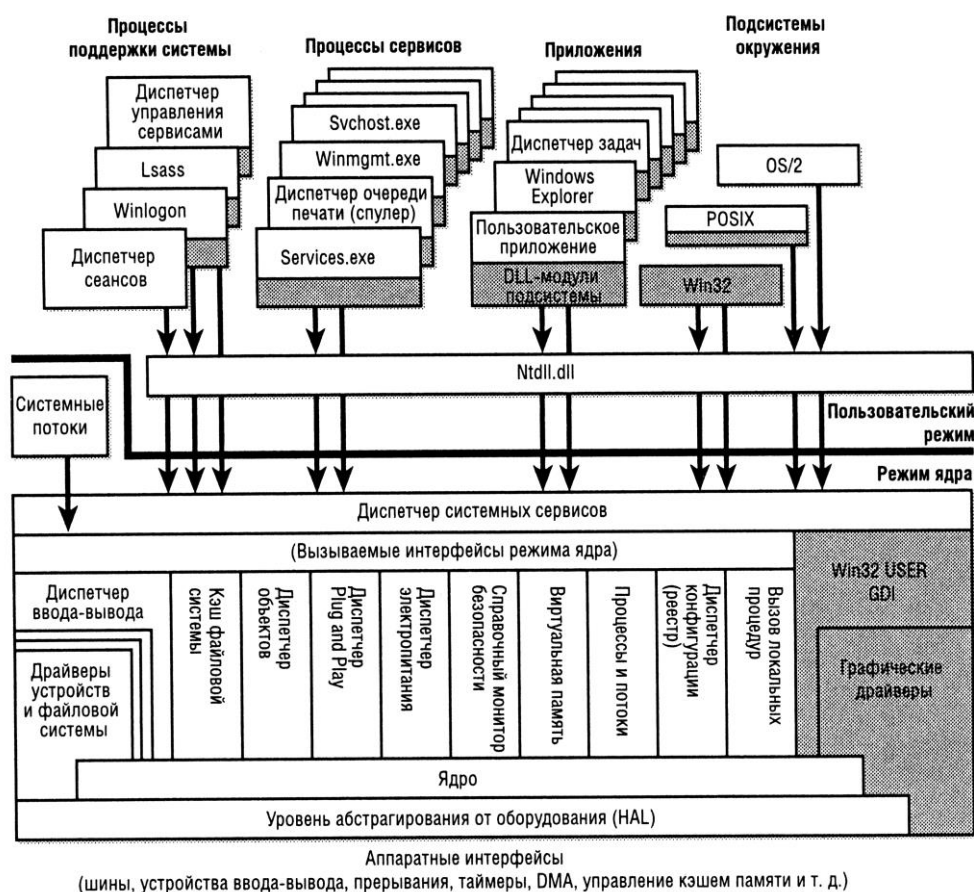 Процессы
поддержки системы
Процессы сервисов
Приложения
Подсистемы
окружения
Диспетчер
управления
сервисами
Lsass
Winlogon
Диспетчер
сеансов
Svchost.exe
Winmgmt.exe
Диспетчер очереди
печати (спулер)
Services.exe
Диспетчер задач
Windows
Explorer
Пользовательское
приложение
DLL-модули
подсистемы
OS/2
POSIX
Win32
Ntdll.dll
Системные
потоки
Пользовательский
режим
Режим ядра
Диспетчер системных сервисов
(Вызываемые интерфейсы режима ядра)
Диспетчер
ввода-вывода
Драйверы
устройств
и файловой
системы
Кэш файловой
системы
Диспетчер
объектов
Диспетчер
Plug and Play
Диспетчер
электропитания
Справочный монитор
безопасности
Виртуальная память
Процессы и потоки
Диспетчер
конфигурации
(реестр)
Вызов локальных
процедур
Win32 USER
GDI
Графические
драйверы
Ядро
Уровень абстрагирования от оборудования (HAL)
Аппаратные интерфейсы
(шины, устройства ввода-вывода, прерывания, таймеры, DMA, управление кэшем памяти и т. д.)